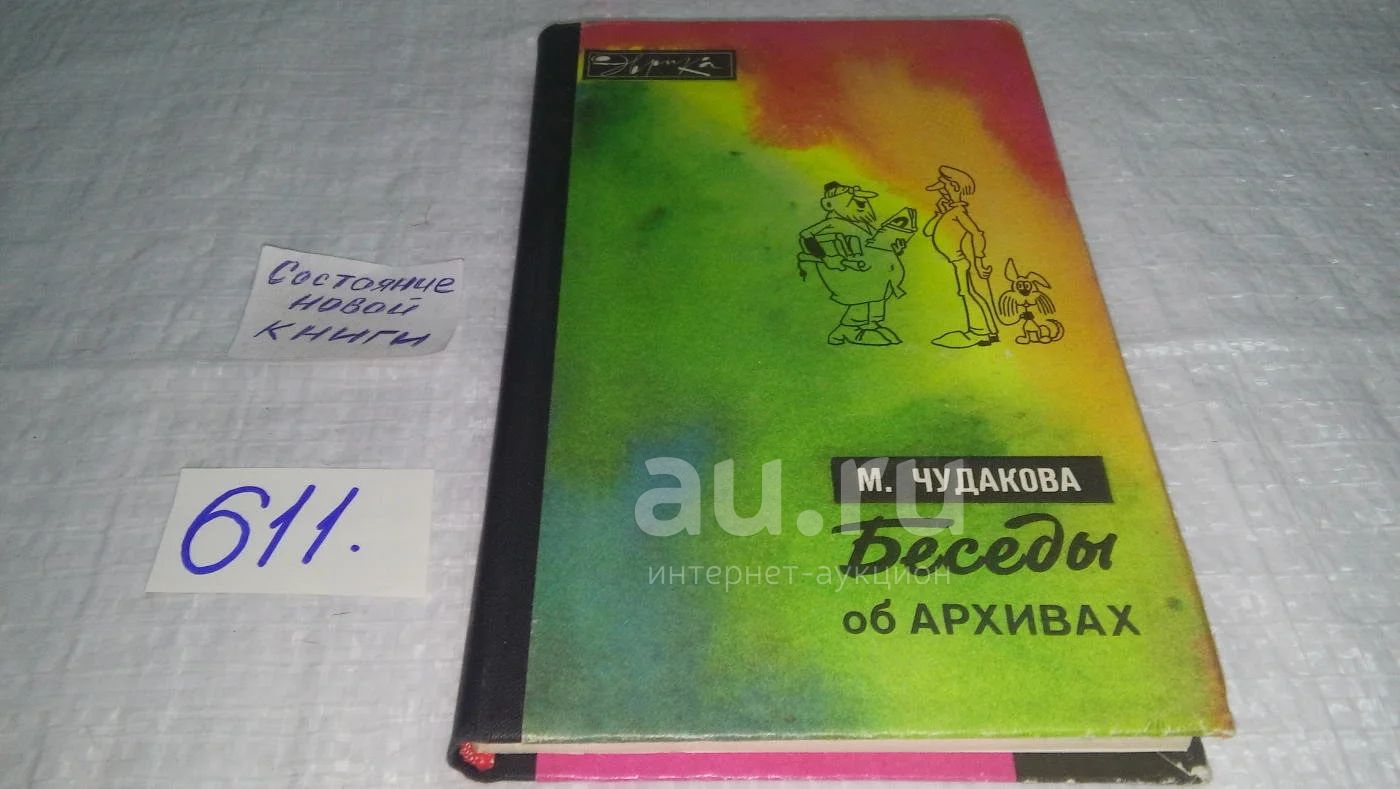 Эврика
Состояние
новой
книги
611.
М. ЧУДАКОВА
Беседы
об АРХИВАХ
au.ru
интернет-аукцион